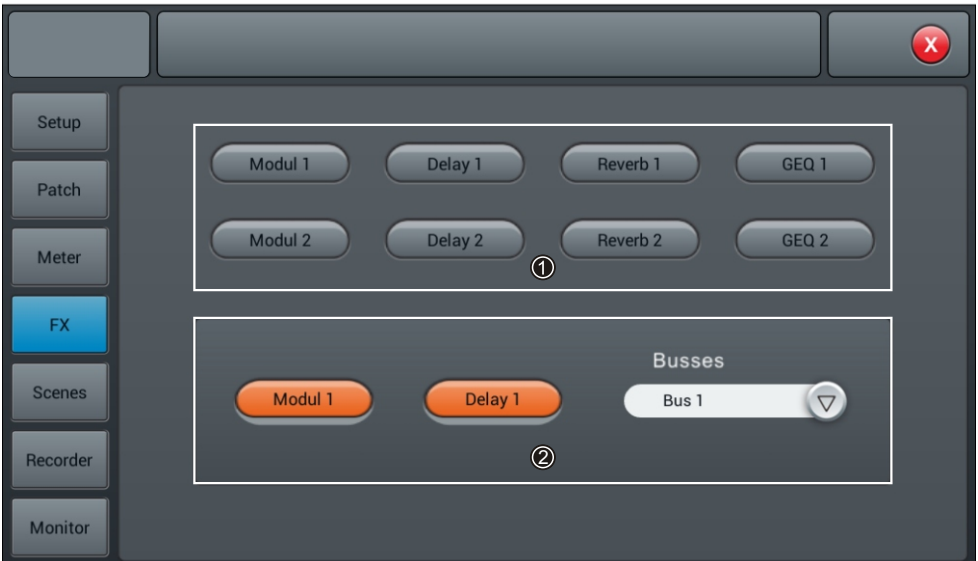 X
Setup
Patch
Meter
FX
Scenes
Recorder
Monitor
Modul 1 Delay 1 Reverb 1 GEQ 1
Modul 2 Delay 2 Reverb 2 GEQ 2
①
Busses
Modul 1 Delay 1 Bus 1
②